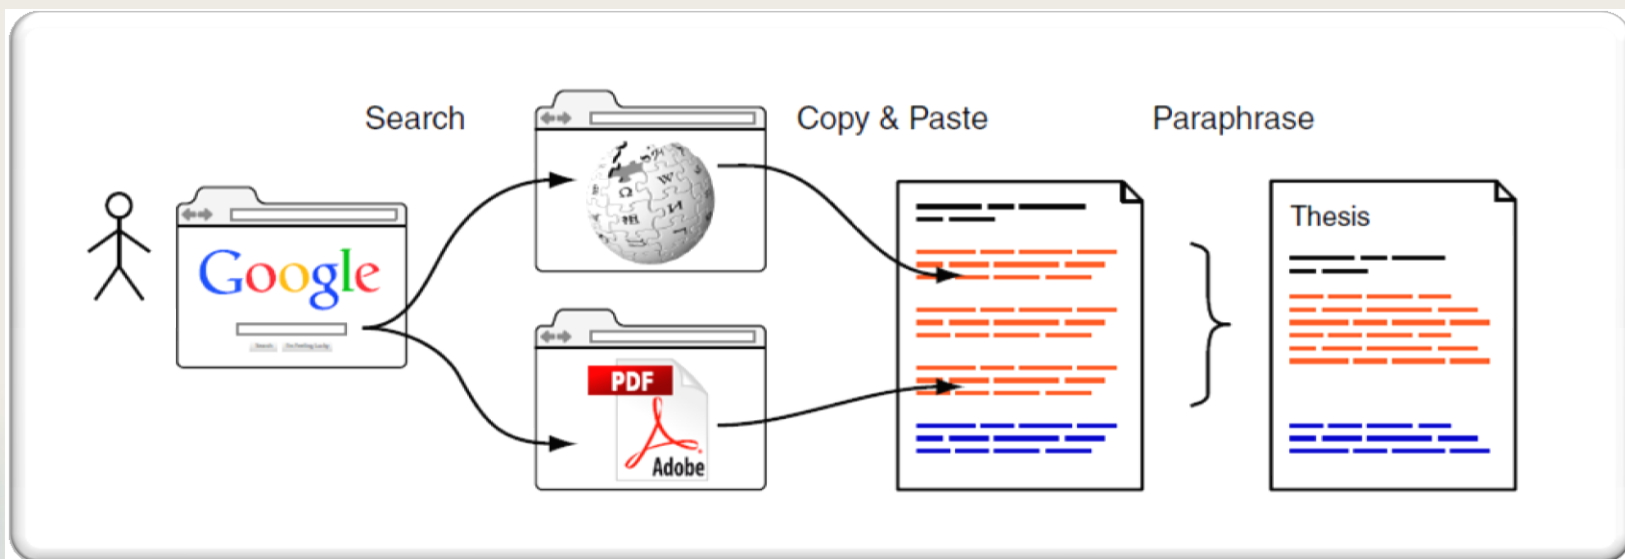 Search
Copy & Paste
Paraphrase
Google
PDF
Adobe
Thesis